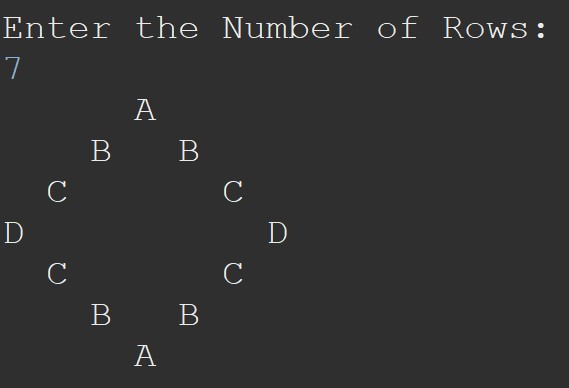 Enter the Number of Rows:
7
      A
    B   B
  C       C
D           D
  C       C
    B   B
      A